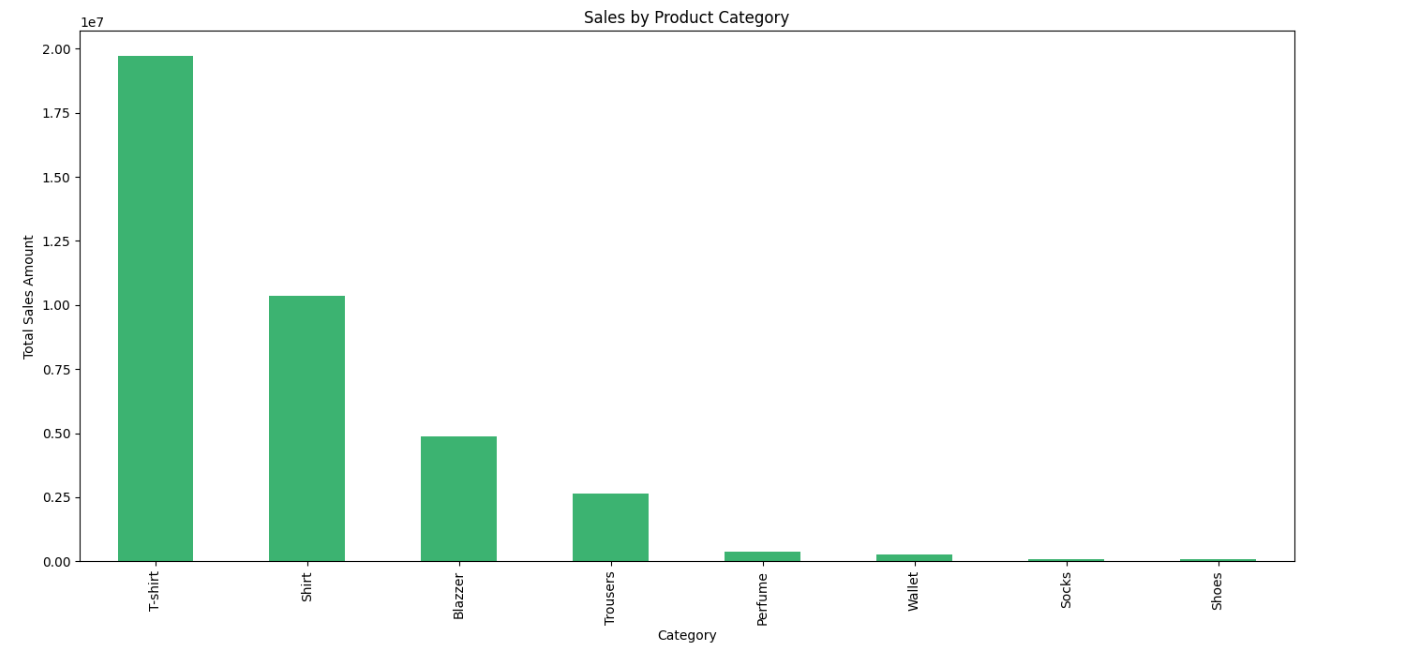 Sales by Product Category
1e7
2.00
1.75
1.50
1.25
1.00
0.75
0.50
0.25
0.00
Total Sales Amount
T-shirt
Shirt
Blazzer
Trousers
Perfume
Wallet
Socks
Shoes
Category